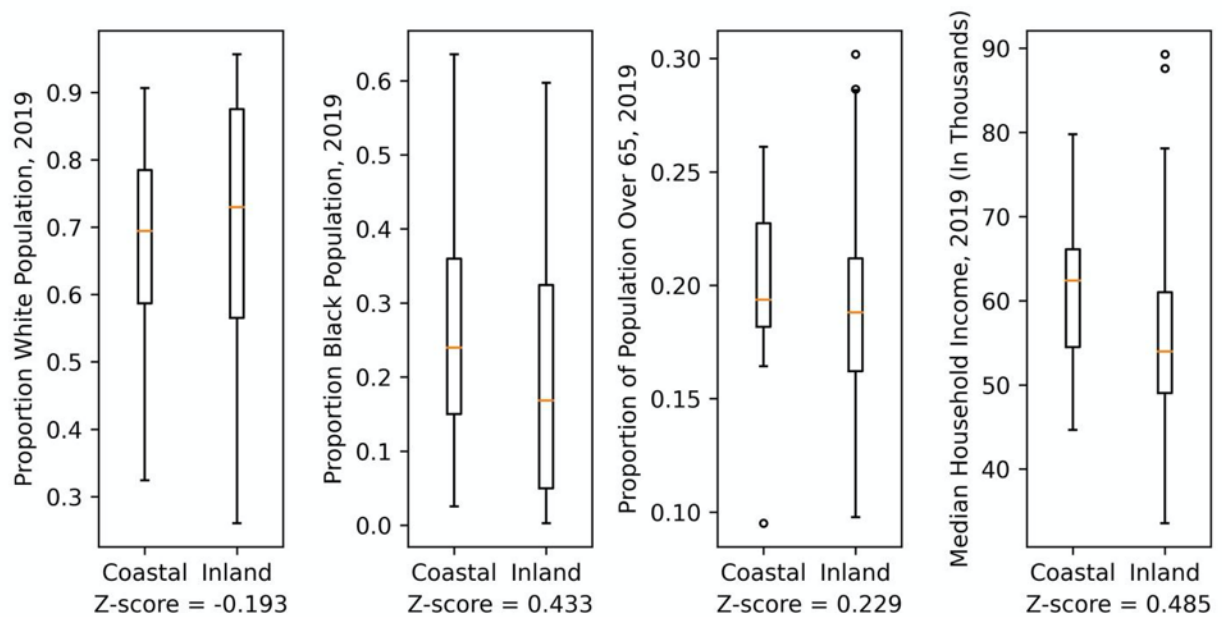 Proportion White Population, 2019
0.9
0.8
0.7
0.6
0.5
0.4
0.3
Coastal Inland
Z-score = -0.193
Proportion Black Population, 2019
0.6
0.5
0.4
0.3
0.2
0.1
0.0
Coastal Inland
Z-score = 0.433
Proportion of Population Over 65, 2019
0.30
0.25
0.20
0.15
0.10
Coastal Inland
Z-score = 0.229
Median Household Income, 2019 (In Thousands)
90
80
70
60
50
40
Coastal Inland
Z-score = 0.485